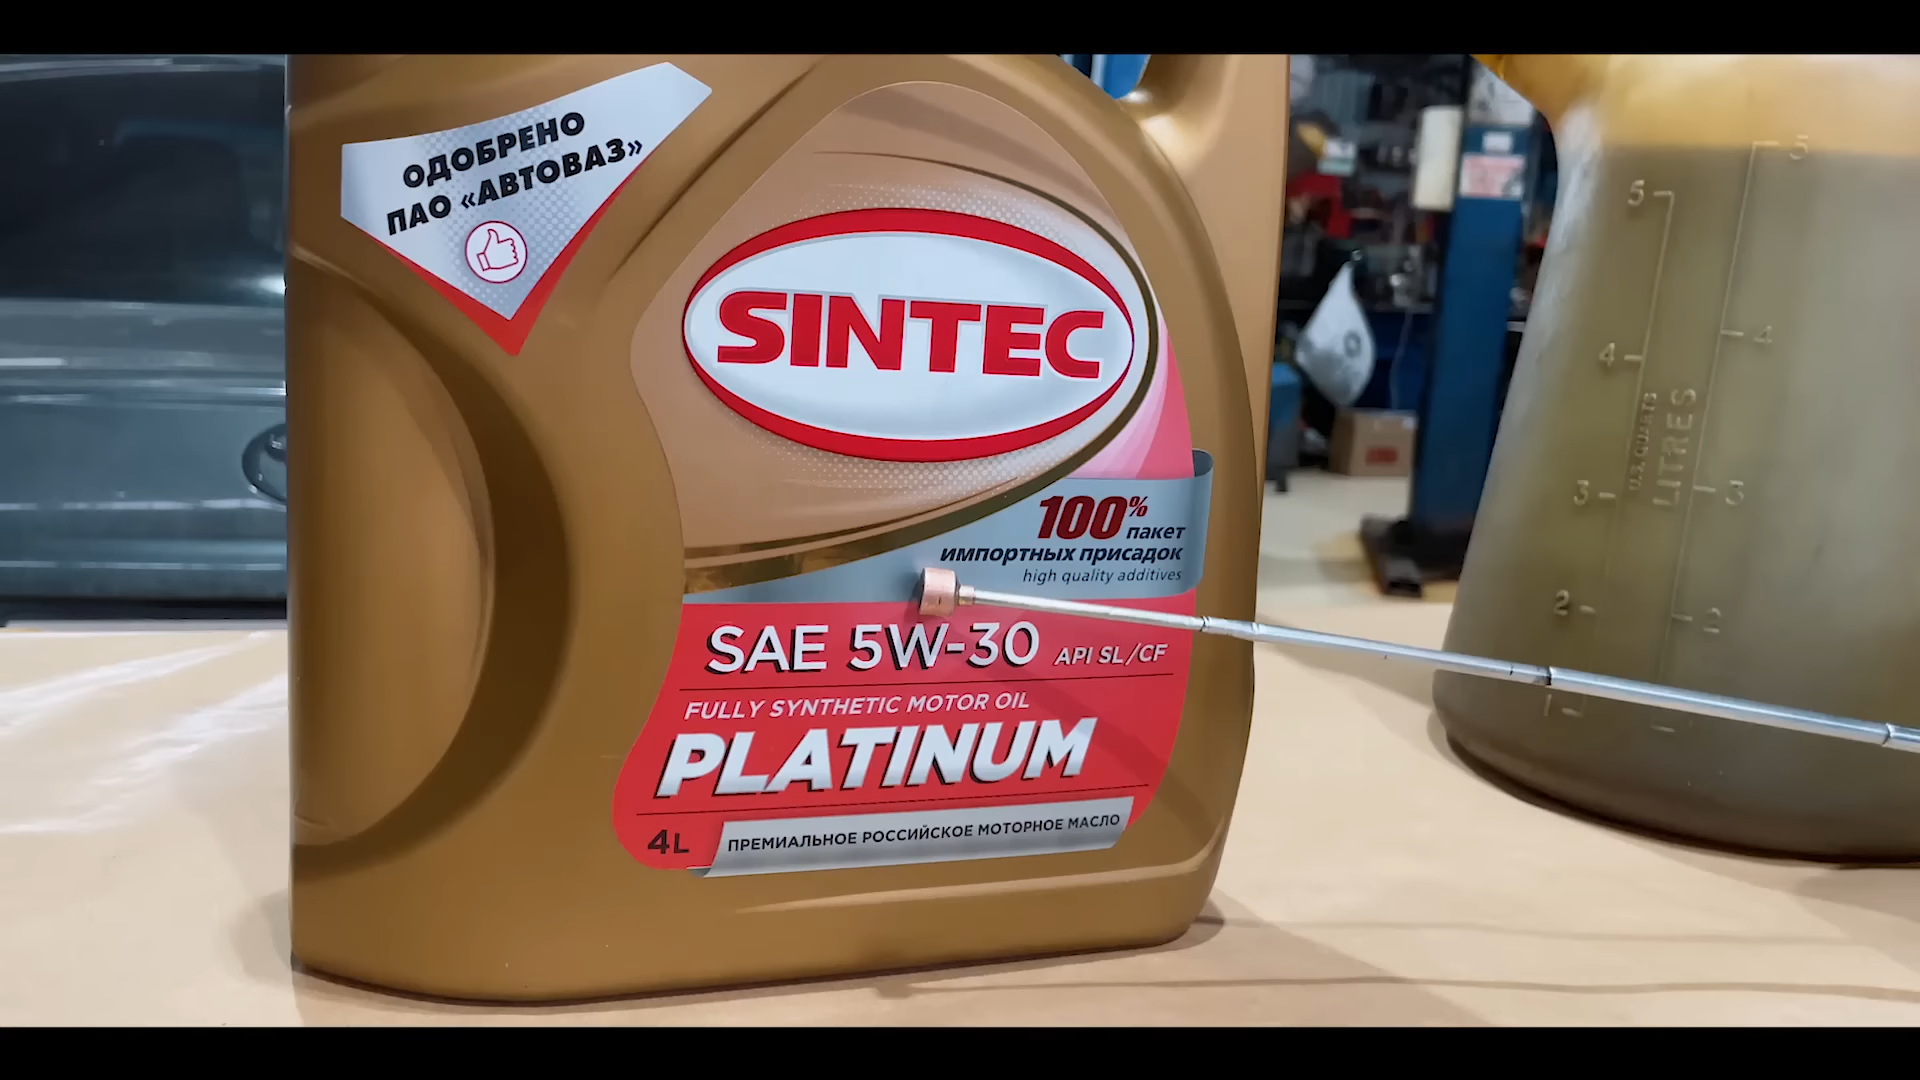 ОДОБРЕНО
ПАО «АВТОВАЗ»
SINTEC
100%
пакет
импортных присадок
high quality additives
SAE 5W-30 API SL/CF
FULLY SYNTHETIC MOTOR OIL
PLATINUM
4L ПРЕМИАЛЬНОЕ РОССИЙСКОЕ МОТОРНОЕ МАСЛО
5 5
4 4
3 3
2 2
1
U.S. QUARTS
LITRES